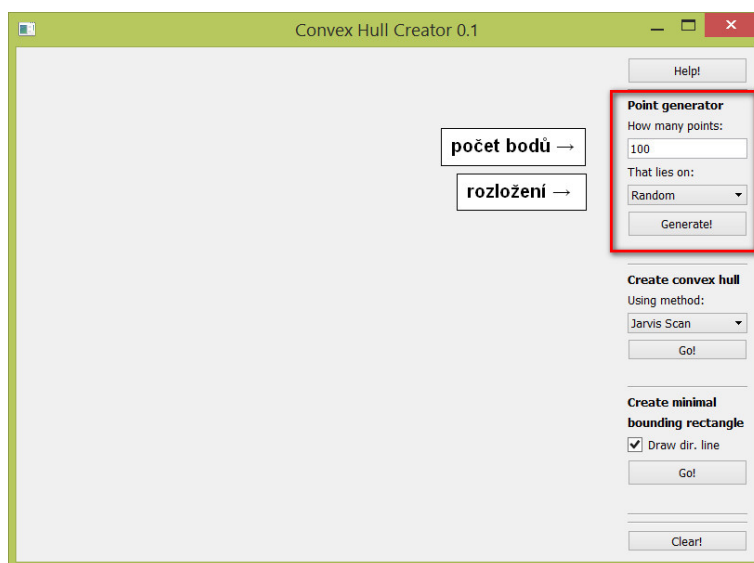 Convex Hull Creator 0.1
Help!
Point generator
How many points:
počet bodů →
100
That lies on:
rozložení →
Random
Generate!
Create convex hull
Using method:
Jarvis Scan
Go!
Create minimal
bounding rectangle
Draw dir. line
Go!
Clear!